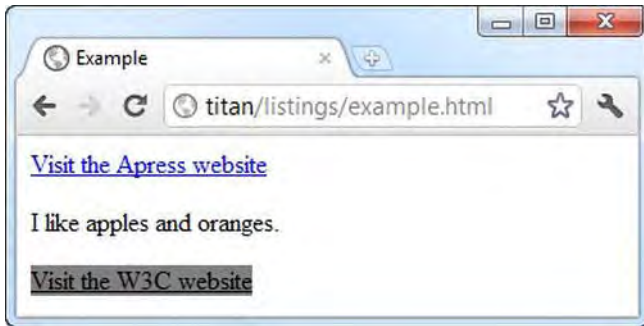 Example
titan/listings/example.html
Visit the Apress website
I like apples and oranges.
Visit the W3C website